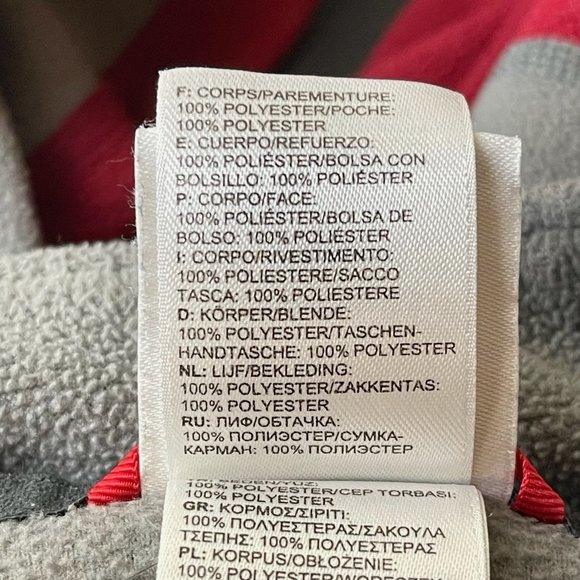 F: CORPS/PAREMENTURE:
100% POLYESTER/POCHE:
100% POLYESTER
E: CUERPO/REFUERZO:
100% POLIÉSTER/BOLSA CON
BOLSILLO: 100% POLIÉSTER
P: CORPO/FACE:
100% POLIÉSTER/BOLSA DE
BOLSO: 100% POLIÉSTER
I: CORPO/RIVESTIMENTO:
100% POLIESTERE/SACCO
TASCA: 100% POLIESTERE
D: KÖRPER/BLENDE:
100% POLYESTER/TASCHEN-
HANDTASCHE: 100% POLYESTER
NL: LIJF/BEKLEDING:
100% POLYESTER/ZAKKENTAS:
100% POLYESTER
RU: ЛИФ/ОБТАЧКА:
100% ПОЛИЭСТЕР/СУМКА-
КАРМАН: 100% ПОЛИЭСТЕР
100% POLYESTER/CEP TORBASI:
100% POLYESTER
GR: ΚΟΡΜΟΣ/ΣΙΡΙΤΙ:
100% ΠΟΛΥΕΣΤΕΡΑΣ/ΣΑΚΟΥΛΑ
ΤΣΕΠΗΣ: 100% ΠΟΛΥΕΣΤΕΡΑΣ
PL: KORPUS/OBŁOŻENIE: